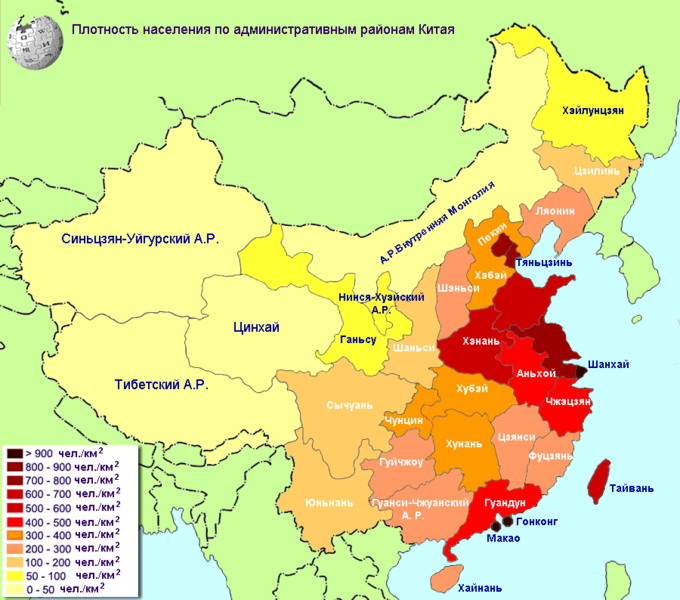 Плотность населения по административным районам Китая
Хэйлунцзян
Цзилинь
Ляонин
А.Р.Внутренняя Монголия
Пекин
Тяньцзинь
Хэбэй
Синьцзян-Уйгурский А.Р.
Шэньси
Нинся-Хуэйский
А.Р.
Цинхай
Ганьсу
Шаньси
Хэнань
Шанхай
Аньхой
Тибетский А.Р.
Сычуань
Хубэй
Чжэцзян
Чунцин
Хунань
Цзянси
Фуцзянь
Гуйчжоу
Юньнань
Гуанси-Чжуанский
А. Р.
Гуандун
Тайвань
Гонконг
Макао
Хайнань
> 900 чел./км2
800 - 900 чел./км2
700 - 800 чел./км2
600 - 700 чел./км2
500 - 600 чел./км2
400 - 500 чел./км2
300 - 400 чел./км2
200 - 300 чел./км2
100 - 200 чел./км2
50 - 100 чел./км2
0 - 50 чел./км2